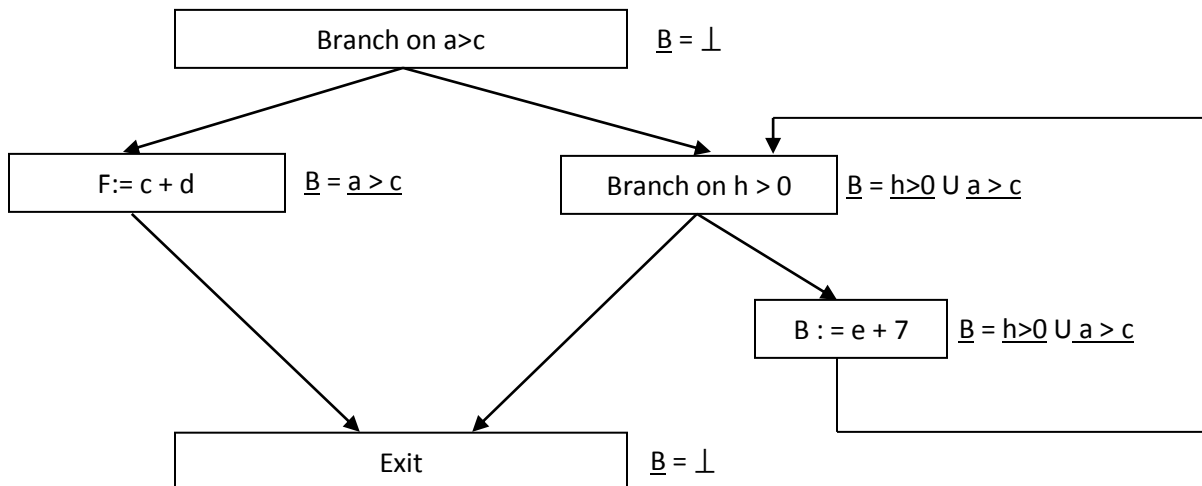 Branch on a>c
B = ⊥
F:= c + d
B = a > c
Branch on h > 0
B = h>0 U a > c
B : = e + 7
B = h>0 U a > c
Exit
B = ⊥